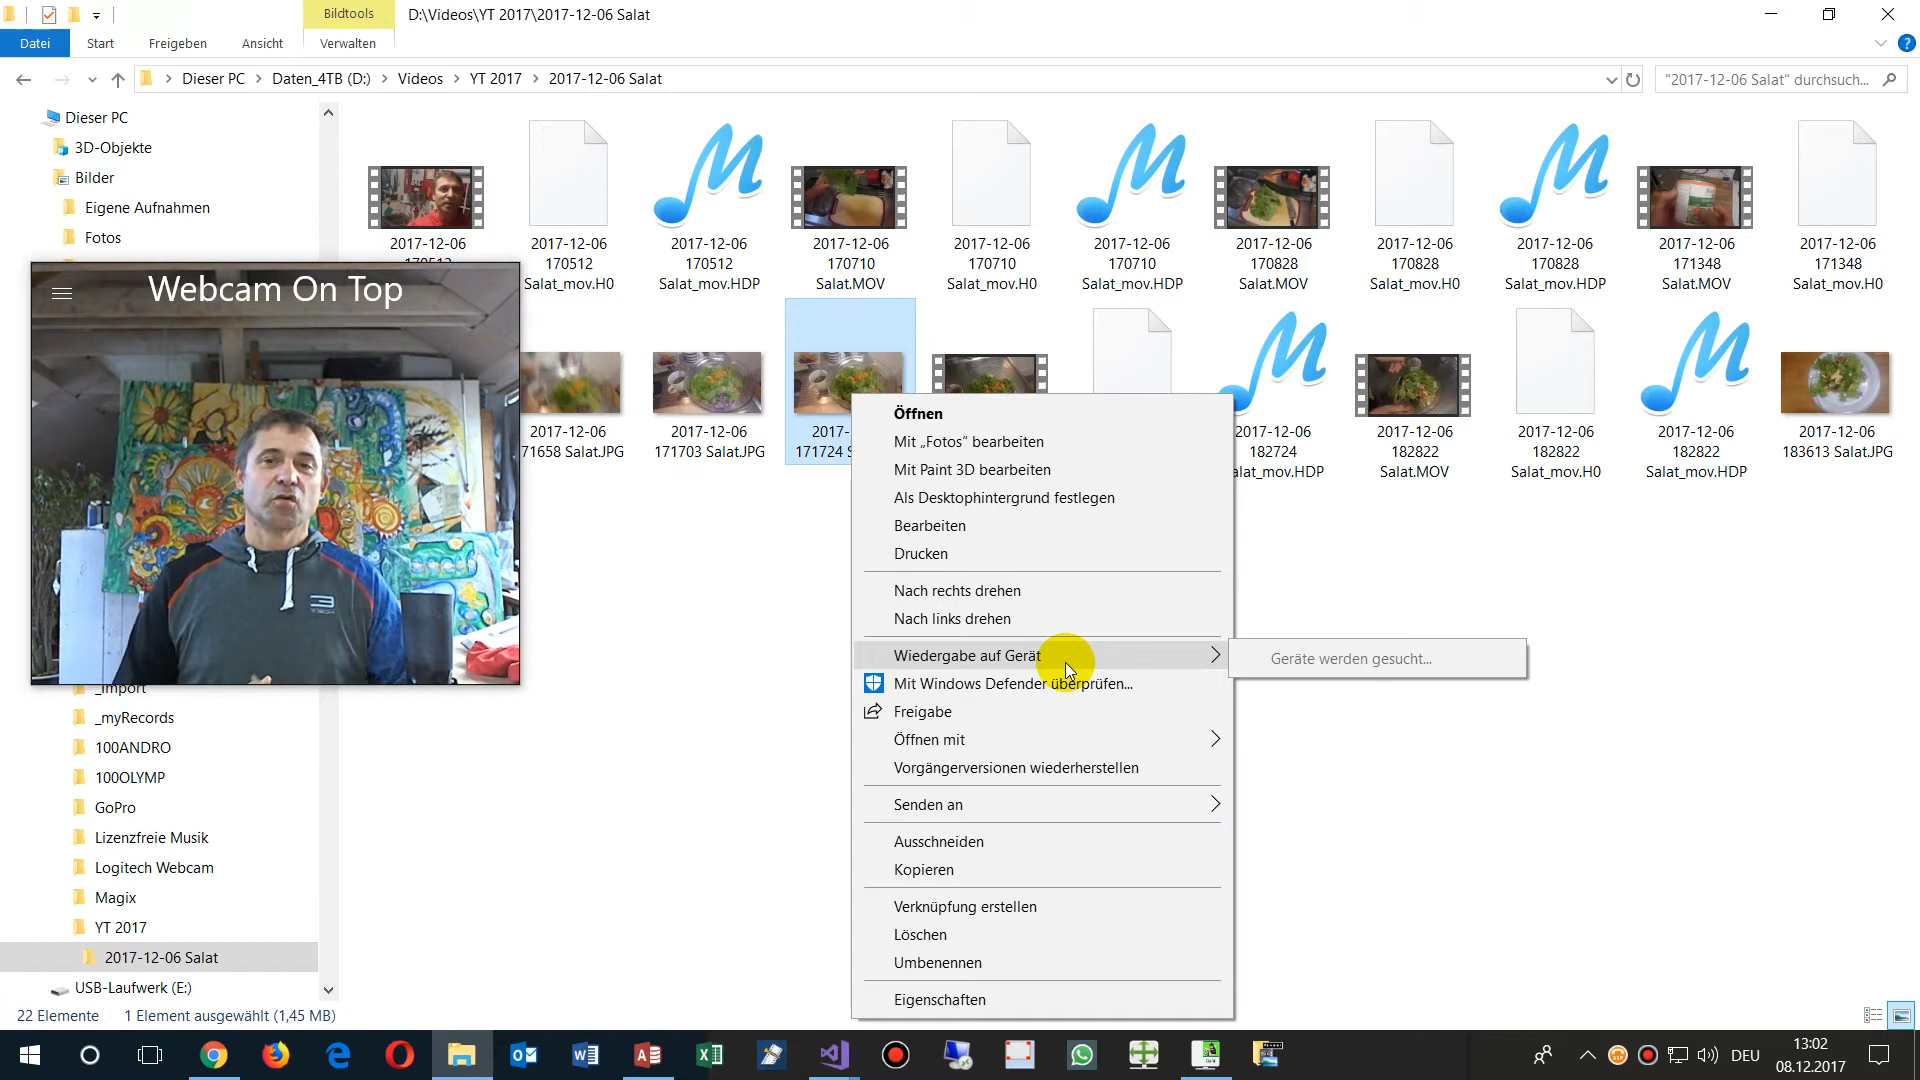 Bildtools
D:\Videos\YT 2017\2017-12-06 Salat
Datei
Start
Freigeben
Ansicht
Verwalten
Dieser PC
Daten_4TB (D:)
Videos
YT 2017
2017-12-06 Salat
"2017-12-06 Salat" durchsuch...
Dieser PC
3D-Objekte
Bilder
Eigene Aufnahmen
Fotos
Webcam On Top
_Import
_myRecords
100ANDRO
100OLYMP
GoPro
Lizenzfreie Musik
Logitech Webcam
Magix
YT 2017
2017-12-06 Salat
USB-Laufwerk (E:)
2017-12-06
170512
2017-12-06
170512
Salat_mov.H0
2017-12-06
170512
Salat_mov.HDP
2017-12-06
170710
Salat.MOV
2017-12-06
170710
Salat_mov.H0
2017-12-06
170710
Salat_mov.HDP
2017-12-06
170828
Salat.MOV
2017-12-06
170828
Salat_mov.H0
2017-12-06
170828
Salat_mov.HDP
2017-12-06
171348
Salat.MOV
2017-12-06
171348
Salat_mov.H0
2017-12-06
71658 Salat.JPG
2017-12-06
171703 Salat.JPG
2017-
171724 S
2017-12-06
182724
alat_mov.HDP
2017-12-06
182822
Salat.MOV
2017-12-06
182822
Salat_mov.H0
2017-12-06
182822
Salat_mov.HDP
2017-12-06
183613 Salat.JPG
Öffnen
Mit „Fotos“ bearbeiten
Mit Paint 3D bearbeiten
Als Desktophintergrund festlegen
Bearbeiten
Drucken
Nach rechts drehen
Nach links drehen
Wiedergabe auf Gerät
Geräte werden gesucht...
Mit Windows Defender überprüfen...
Freigabe
Öffnen mit
Vorgängerversionen wiederherstellen
Senden an
Ausschneiden
Kopieren
Verknüpfung erstellen
Löschen
Umbenennen
Eigenschaften
22 Elemente
1 Element ausgewählt (1,45 MB)
DEU
13:02
08.12.2017